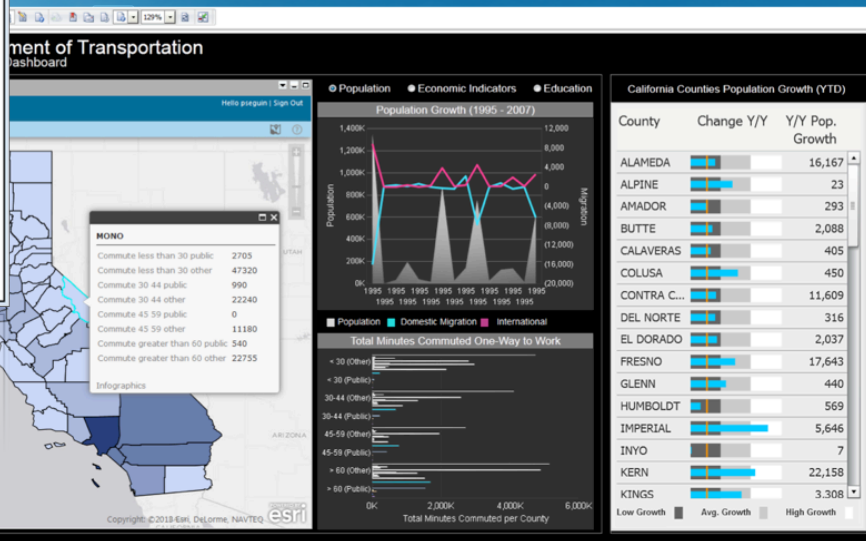 129%
ment of Transportation
Dashboard
Hello pseguin | Sign Out
MONO
Commute less than 30 public 2705
Commute less than 30 other 47320
Commute 30 44 public 990
Commute 30 44 other 22240
Commute 45 59 public 0
Commute 45 59 other 11180
Commute greater than 60 public 540
Commute greater than 60 other 22755
Infographics
UTAH
ARIZONA
Copyright: ©2013 Esri, DeLorme, NAVTEQ
esri
Population Economic Indicators Education
Population Growth (1995 - 2007)
1,400K
1,200K
1,000K
800K
600K
400K
200K
0K
Population
12,000
8,000
4,000
0
(4,000)
(8,000)
(12,000)
(16,000)
(20,000)
Migration
1995 1995 1995 1995 1995 1995 1995
1995 1995 1995 1995 1995 1995
Population Domestic Migration International
Total Minutes Commuted One-Way to Work
< 30 (Other)
< 30 (Public)
30-44 (Other)
30-44 (Public)
45-59 (Other)
45-59 (Public)
> 60 (Other)
> 60 (Public)
0K 2,000K 4,000K 6,000K
Total Minutes Commuted per County
California Counties Population Growth (YTD)
County Change Y/Y Y/Y Pop.
Growth
ALAMEDA 16,167
ALPINE 23
AMADOR 293
BUTTE 2,088
CALAVERAS 405
COLUSA 450
CONTRA C... 11,609
DEL NORTE 316
EL DORADO 2,037
FRESNO 17,643
GLENN 440
HUMBOLDT 569
IMPERIAL 5,646
INYO 7
KERN 22,158
KINGS 3,308
Low Growth Avg. Growth High Growth